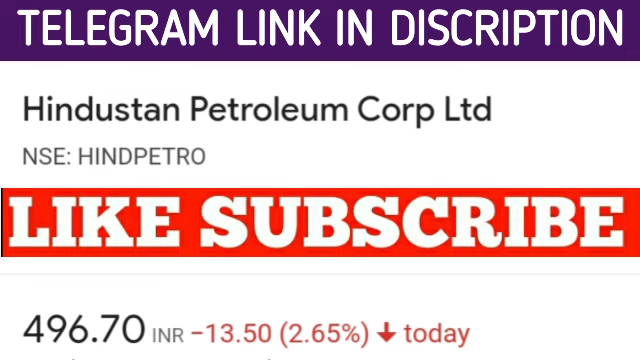 TELEGRAM LINK IN DISCRIPTION
Hindustan Petroleum Corp Ltd
NSE: HINDPETRO
LIKE SUBSCRIBE
496.70 INR −13.50 (2.65%) ↓ today